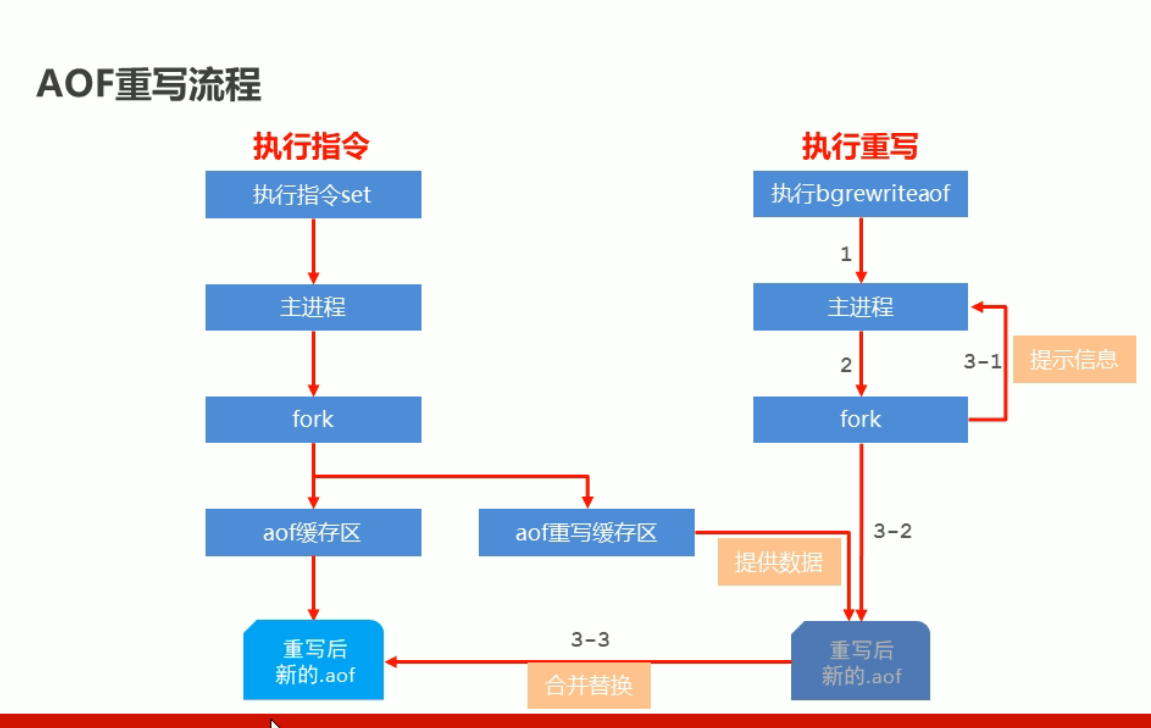 AOF重写流程
执行指令
执行重写
执行指令set
执行bgrewriteaof
1
主进程
主进程
2
3-1
提示信息
fork
fork
aof缓存区
aof重写缓存区
3-2
提供数据
重写后
新的.aof
3-3
合并替换
重写后
新的.aof